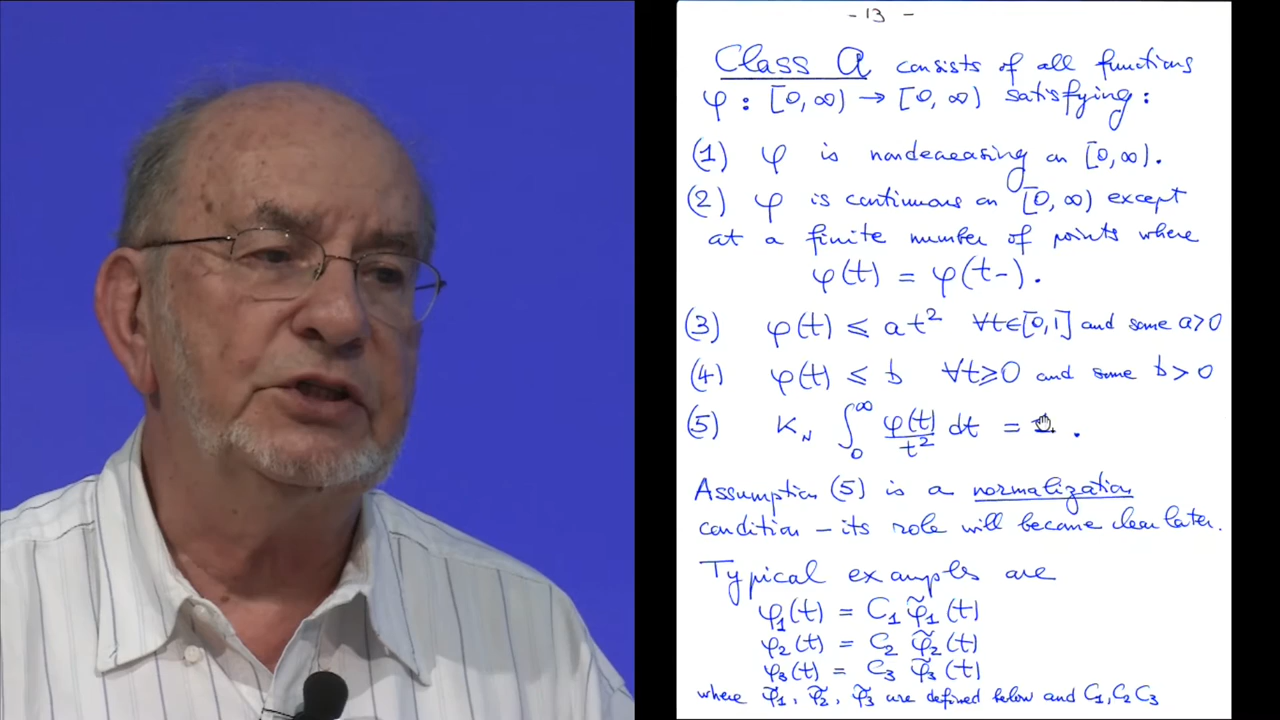 - 13 -
Class A consists of all functions
φ : [0, ∞) → [0, ∞) satisfying :
(1) φ is nondecreasing on [0, ∞).
(2) φ is continuous on [0, ∞) except
at a finite number of points where
φ(t) = φ(t-) .
(3) φ(t) ≤ at² ∀t∈[0,1] and some a>0
(4) φ(t) ≤ b ∀t≥0 and some b>0
(5) K_N ∫₀^∞ φ(t)/t² dt = .
Assumption (5) is a normalization
condition – its role will become clear later.
Typical examples are
φ₁(t) = C₁ φ̃₁(t)
φ₂(t) = C₂ φ̃₂(t)
φ₃(t) = C₃ φ̃₃(t)
where φ̃₁, φ̃₂, φ̃₃ are defined below and C₁, C₂ C₃